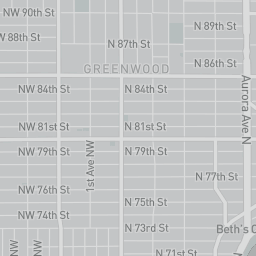 NW 90th St
N 89th St
W 88th St
N 87th St
N 86th St
GREENWOOD
NW 84th St
N 84th St
Aurora Ave N
NW 81st St
N 81st St
NW 79th St
N 79th St
1st Ave NW
N 77th St
NW 76th St
N 75th St
NW 74th St
N 73rd St
Beth's C
N 71st St